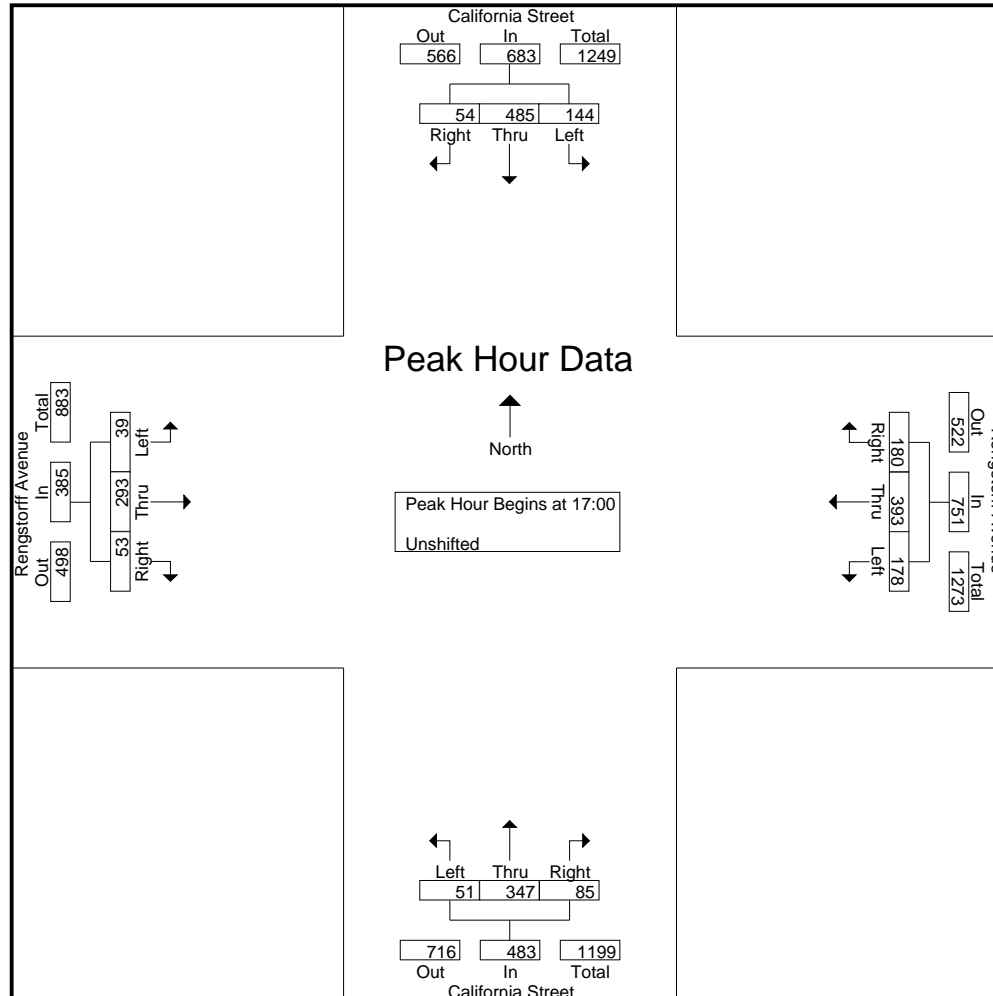 California Street
Out In Total
566 683 1249
54 485 144
Right Thru Left
Peak Hour Data
North
Peak Hour Begins at 17:00
Unshifted
Rengstorff Avenue
Total In Out
883 385 498
39 293 53
Left Thru Right
Right Thru Left
180 393 178
Out In Total
522 751 1273
Left Thru Right
51 347 85
716 483 1199
Out In Total
California Street